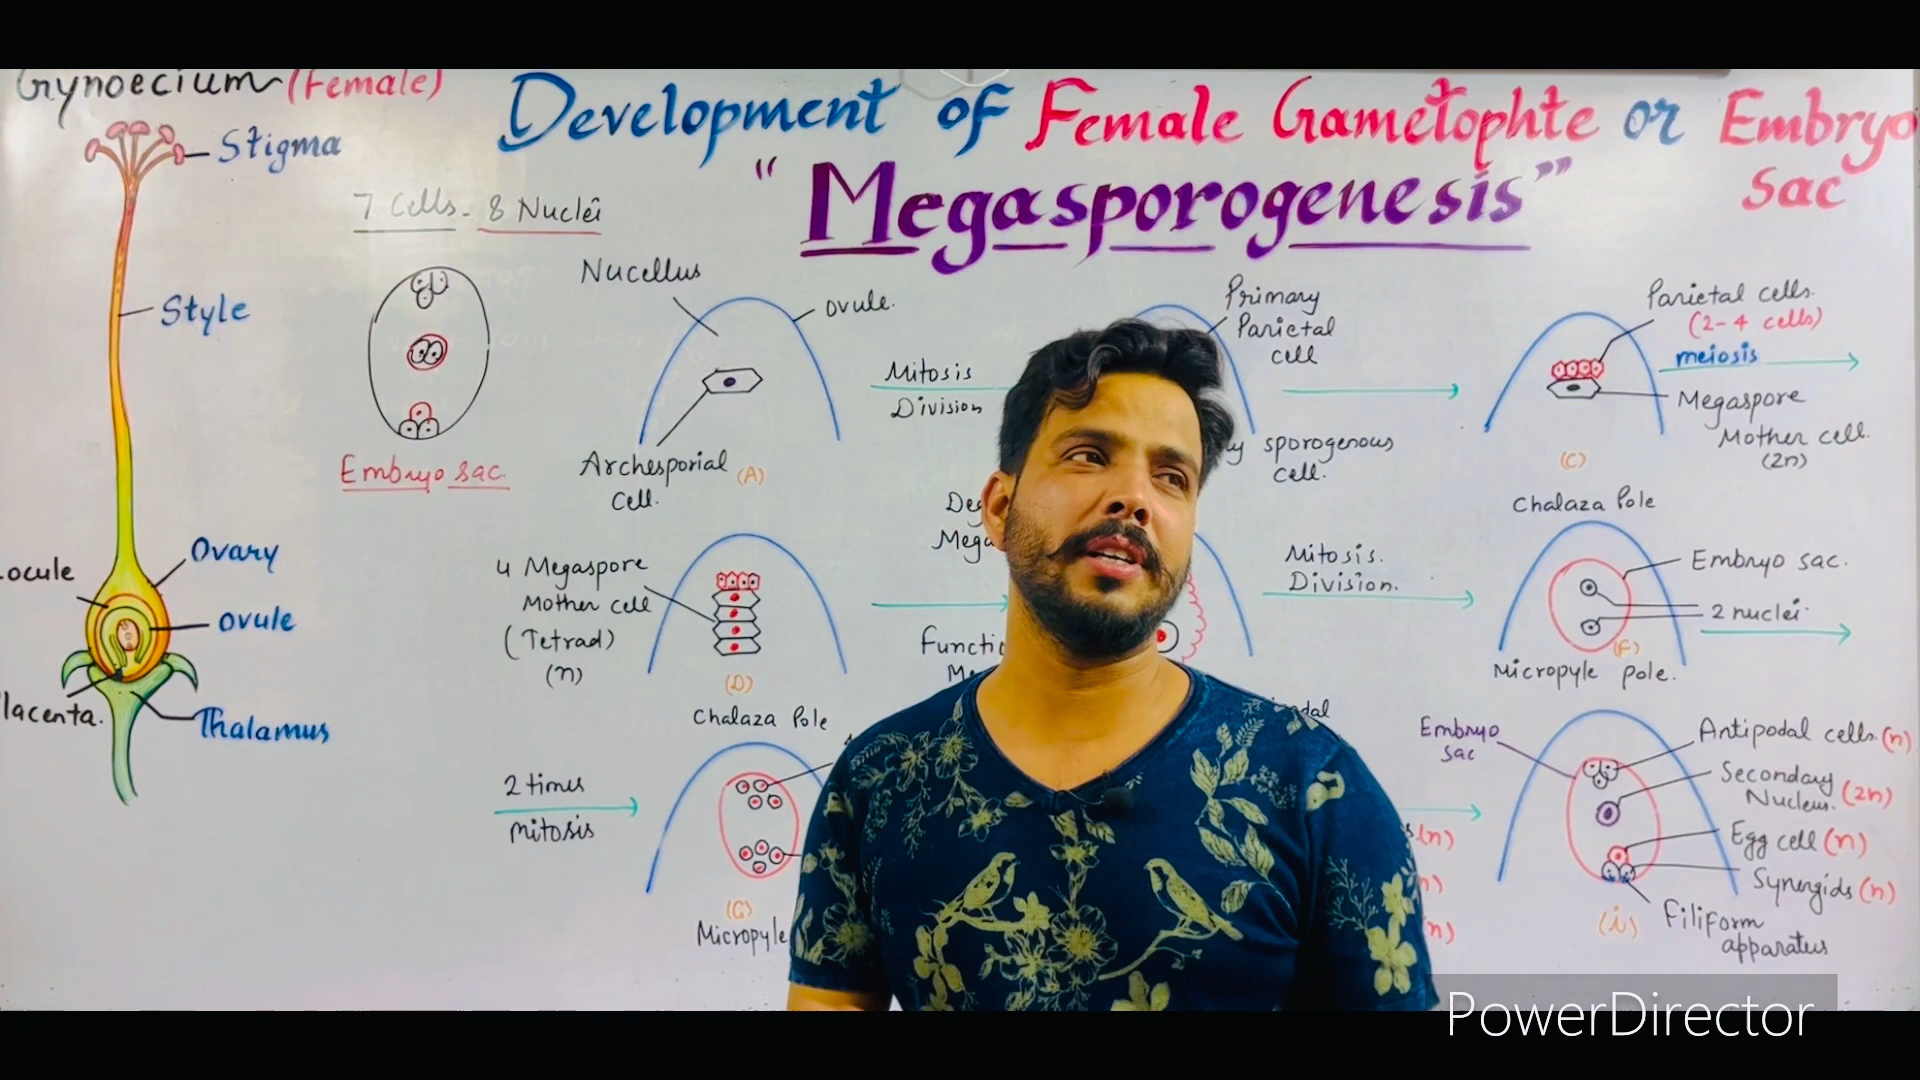 Gynoecium (Female)
Stigma
Style
Ovary
ovule
Thalamus
7 Cells - 8 Nuclei
Embryo sac
Development of Female Gametophte or Embryo
Sac
"Megasporogenesis"
Nucellus
ovule.
Archesporial (A)
cell.
Mitosis
Division
Primary
Parietal
cell
sporogenous
cell.
Parietal cells.
(2-4 cells)
meiosis
Megaspore
Mother cell.
(2n)
(C)
4 Megaspore
Mother cell
(Tetrad)
(n)
(D)
Mitosis.
Division.
Chalaza Pole
Embryo sac.
2 nuclei
(F)
Micropyle pole.
2 times
mitosis
Chalaza Pole
(G)
Micropyle
(n)
Embryo
sac
Antipodal cells (n)
Secondary
Nucleus. (2n)
Egg cell (n)
Synergids (n)
Filiform
apparatus
(i)
PowerDirector